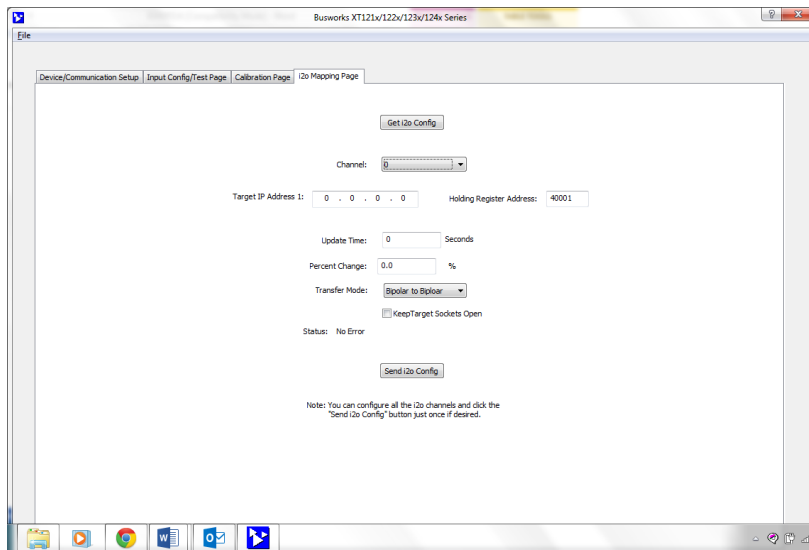 Busworks XT121x/122x/123x/124x Series
File
Device/Communication Setup Input Config/Test Page Calibration Page i2o Mapping Page
Get i2o Config
Channel: 0
Target IP Address 1: 0 . 0 . 0 . 0 Holding Register Address: 40001
Update Time: 0 Seconds
Percent Change: 0.0 %
Transfer Mode: Bipolar to Biploar
KeepTarget Sockets Open
Status: No Error
Send i2o Config
Note: You can configure all the i2o channels and click the
"Send i2o Config" button just once if desired.